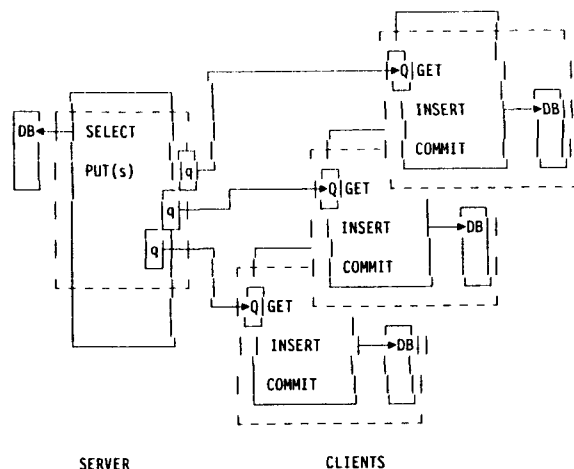 Q GET
DB SELECT
INSERT DB
PUT(s) q
COMMIT
q Q GET
q
INSERT DB
COMMIT
Q GET
INSERT DB
COMMIT
SERVER CLIENTS